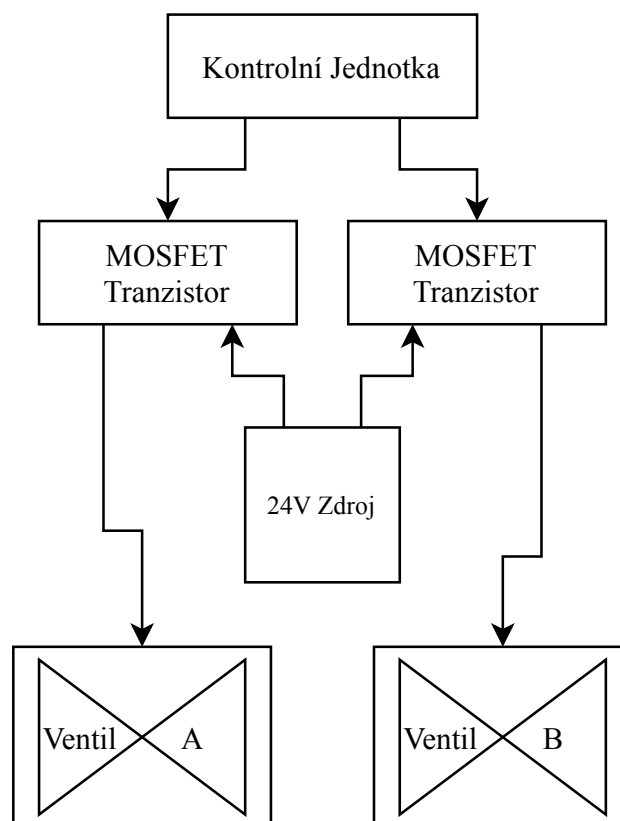 Kontrolní Jednotka
MOSFET
Tranzistor
MOSFET
Tranzistor
24V Zdroj
Ventil A
Ventil B